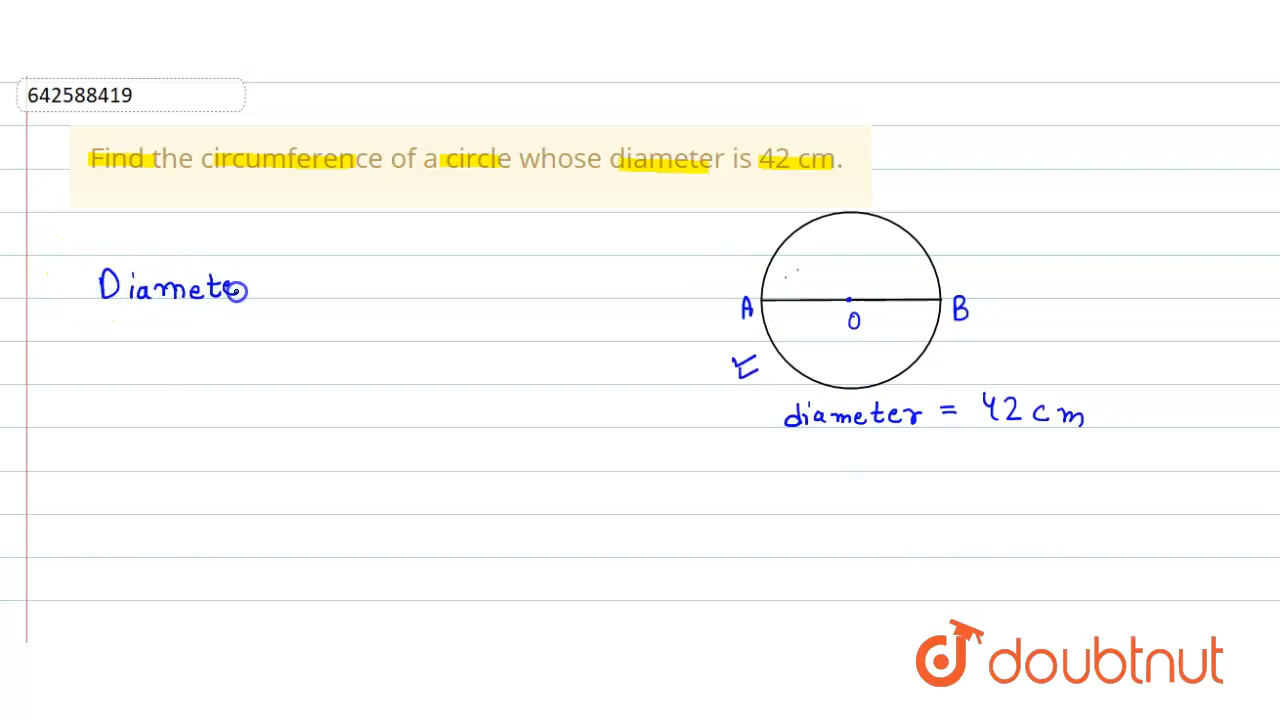 642588419
Find the circumference of a circle whose diameter is 42 cm.
Diamete
A
O
B
diameter = 42 cm
doubtnut